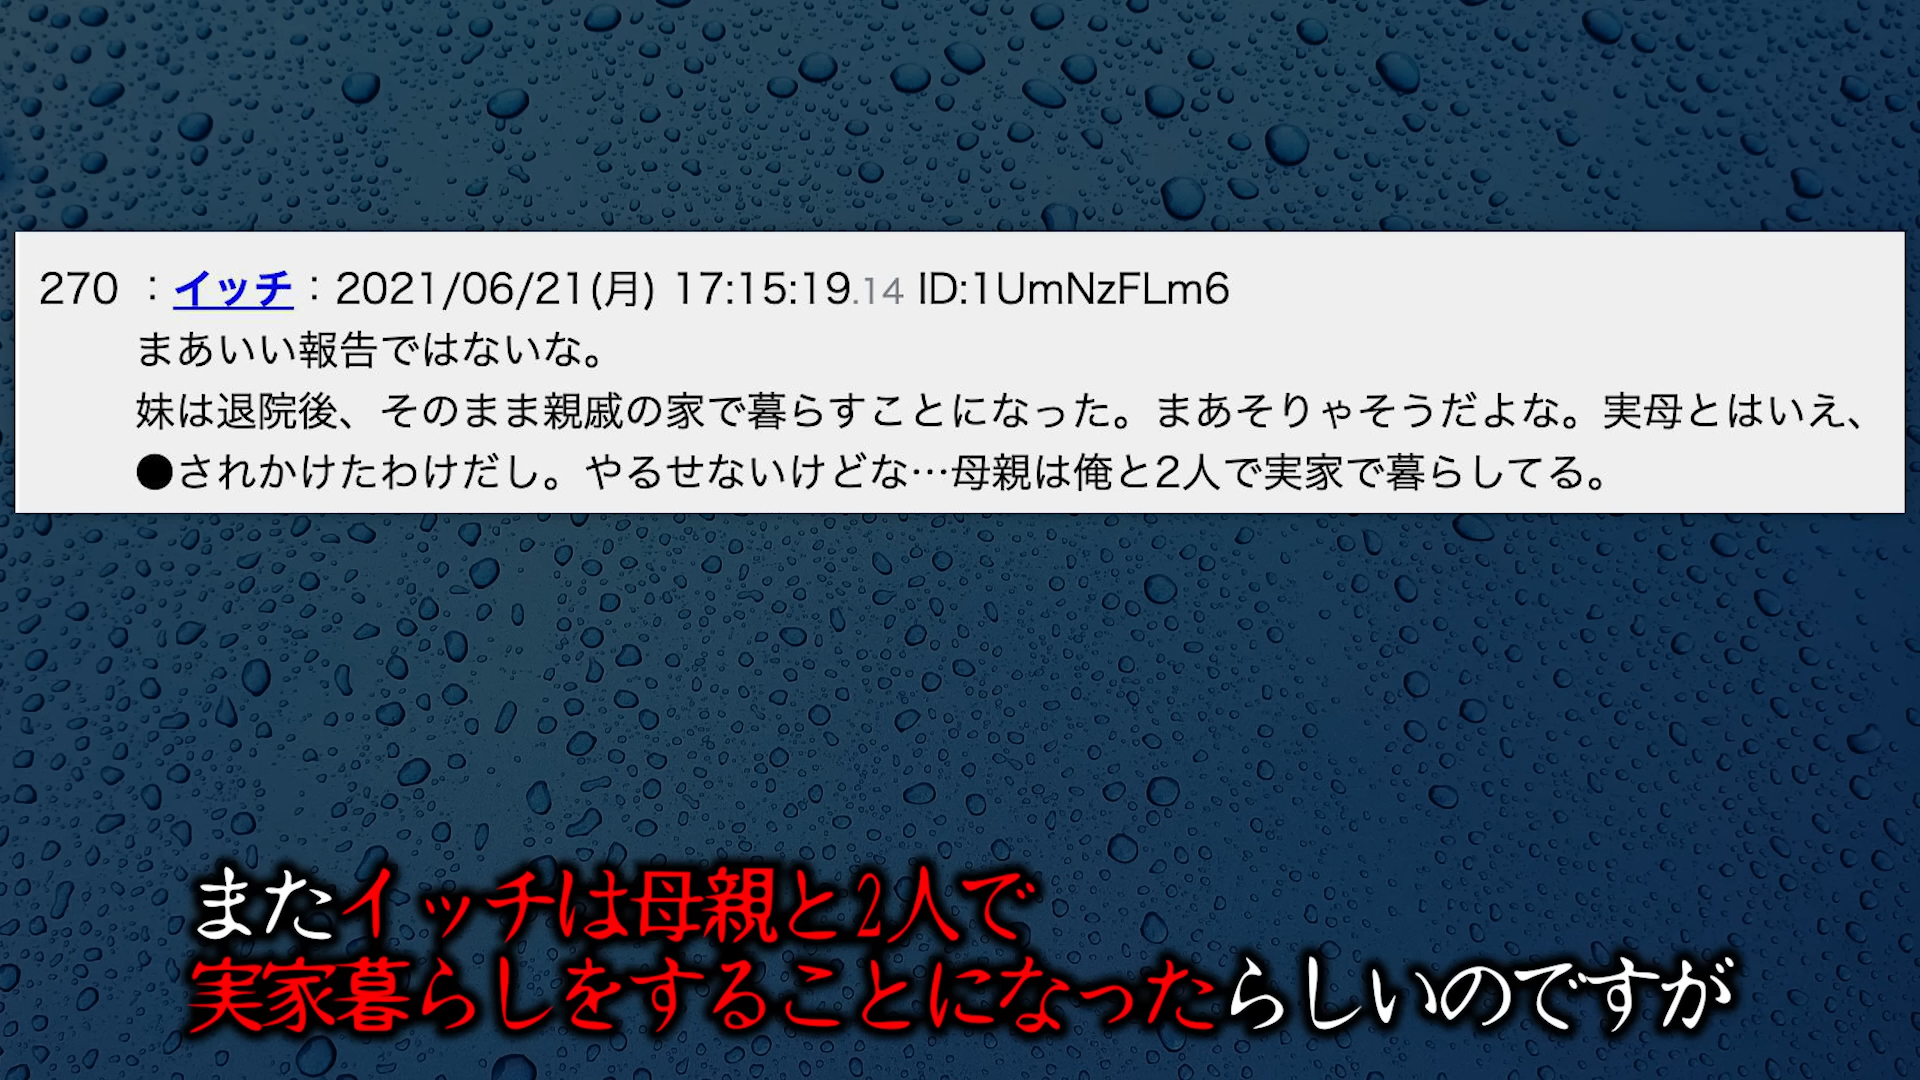 270 ：イッチ：2021/06/21(月) 17:15:19.14 ID:1UmNzFLm6
まあいい報告ではないな。
妹は退院後、そのまま親戚の家で暮らすことになった。まあそりゃそうだよな。実母とはいえ、
●されかけたわけだし。やるせないけどな…母親は俺と2人で実家で暮らしてる。
またイッチは母親と2人で
実家暮らしをすることになったらしいのですが